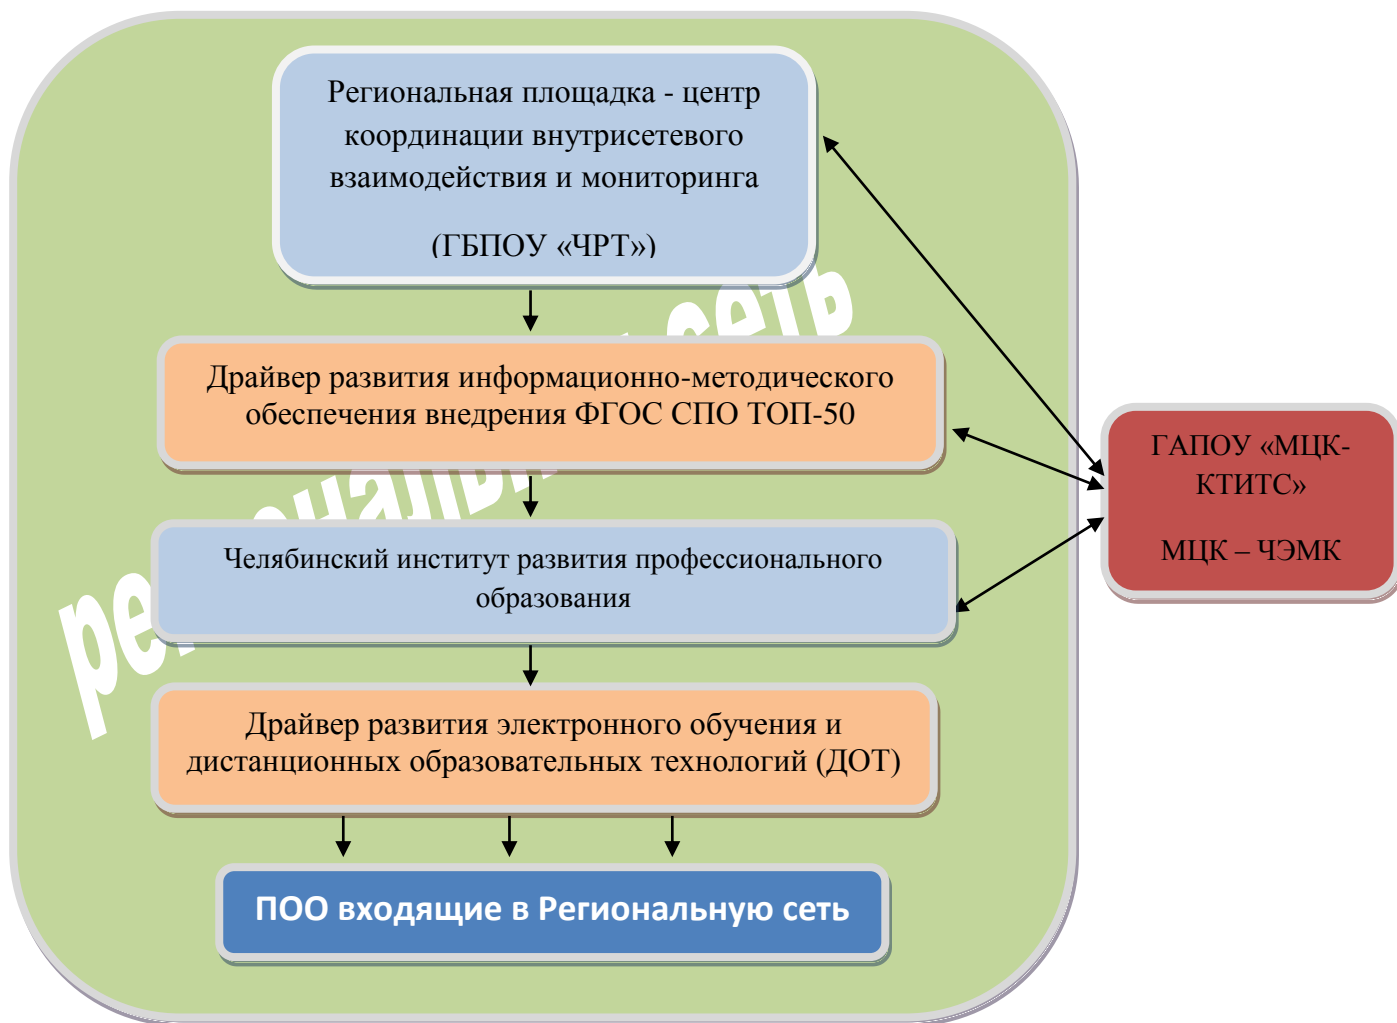 Региональная площадка - центр
координации внутрисетевого
взаимодействия и мониторинга
(ГБПОУ «ЧРТ»)
Драйвер развития информационно-методического
обеспечения внедрения ФГОС СПО ТОП-50
ГАПОУ «МЦК-
КТИТС»
МЦК – ЧЭМК
Челябинский институт развития профессионального
образования
Драйвер развития электронного обучения и
дистанционных образовательных технологий (ДОТ)
ПОО входящие в Региональную сеть
сеть